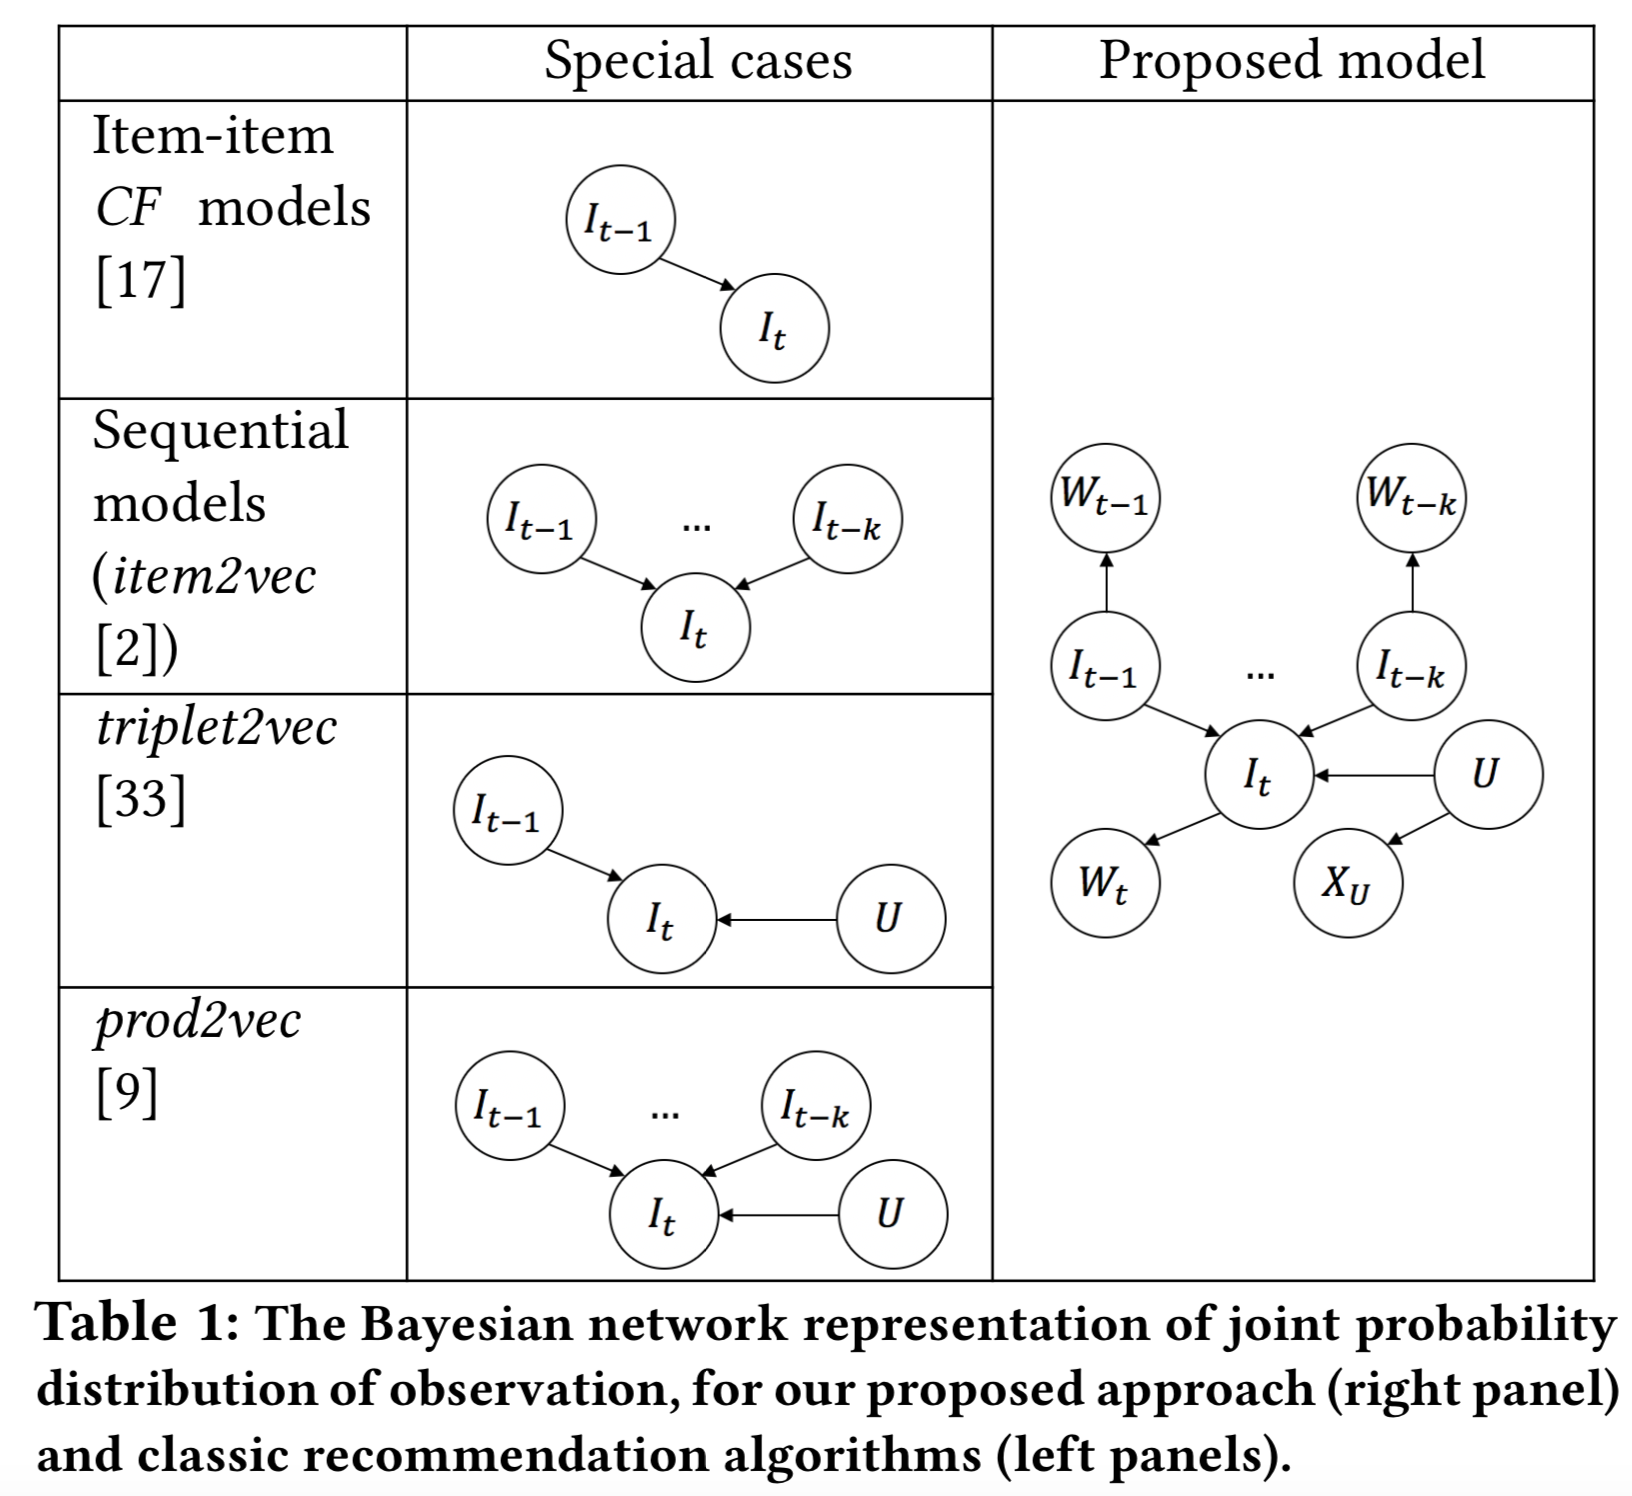 Special cases
Proposed model
Item-item
CF models
[17]
I_{t−1}
I_t
Sequential
models
(item2vec
[2])
I_{t−1}
...
I_{t−k}
I_t
triplet2vec
[33]
I_{t−1}
I_t
U
prod2vec
[9]
I_{t−1}
...
I_{t−k}
I_t
U
W_{t−1}
W_{t−k}
I_{t−1}
...
I_{t−k}
I_t
U
W_t
X_U
Table 1: The Bayesian network representation of joint probability
distribution of observation, for our proposed approach (right panel)
and classic recommendation algorithms (left panels).